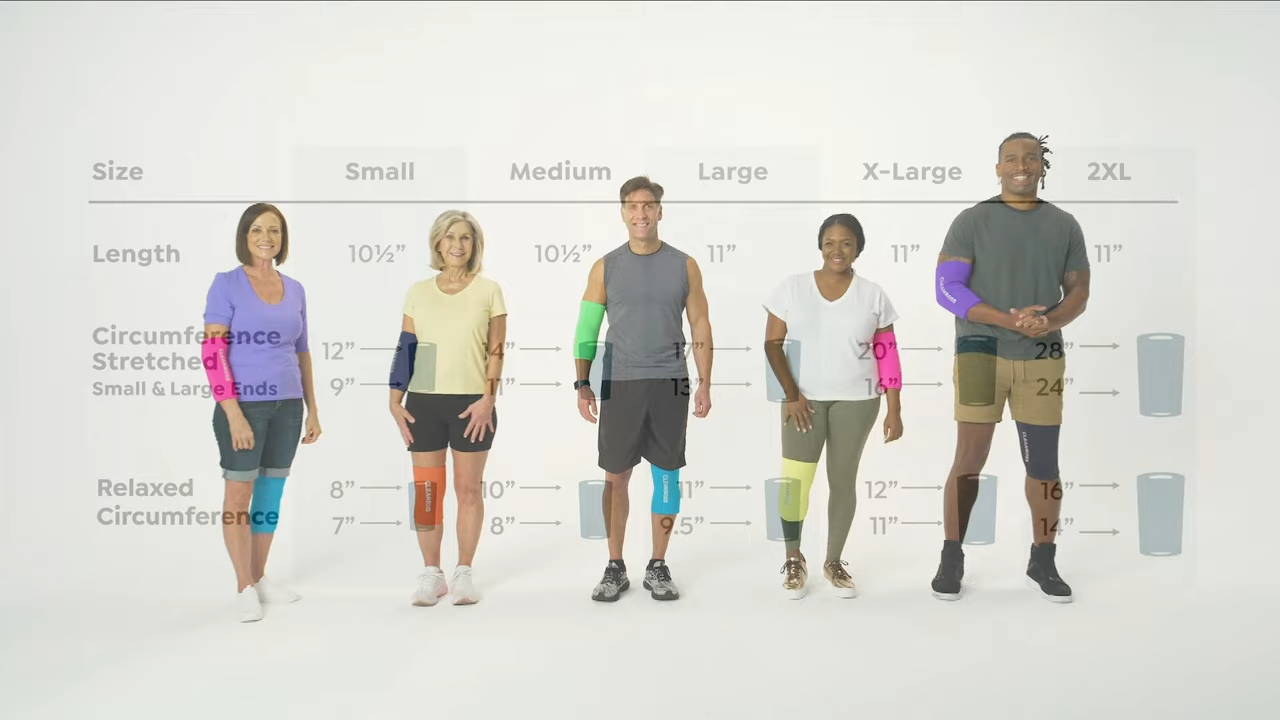 Size Small Medium Large X-Large 2XL
Length 10½” 10½” 11” 11” 11”
Circumference
Stretched 12” 14” 17” 20” 28”
Small & Large Ends 9” 11” 13” 16” 24”
Relaxed 8” 10” 11” 12” 16”
Circumference 7” 8” 9.5” 11” 14”